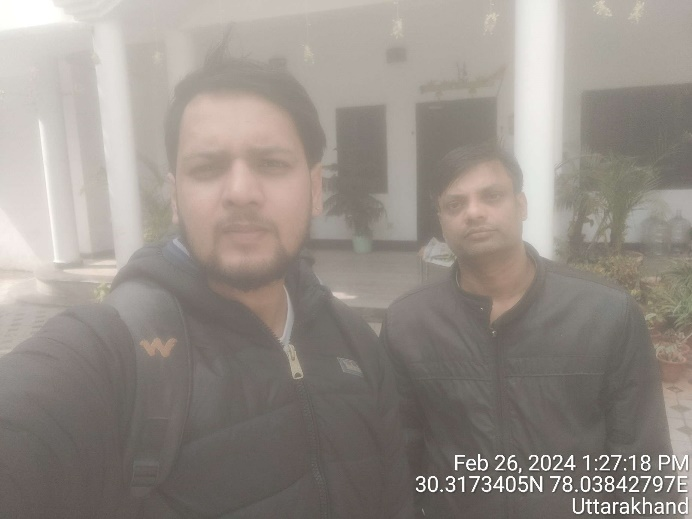 Feb 26, 2024 1:27:18 PM
30.3173405N 78.03842797E
Uttarakhand